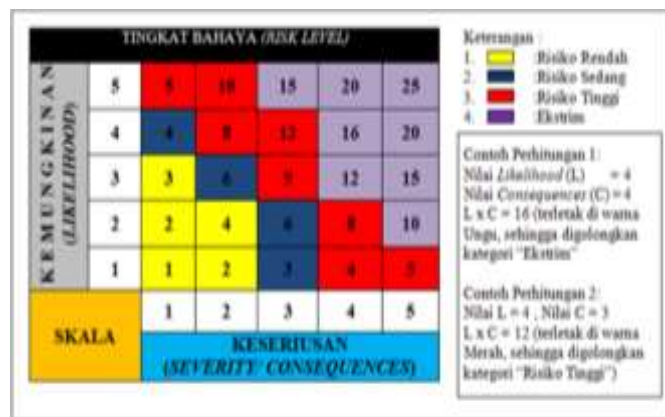 TINGKAT BAHAYA (RISK LEVEL)
KEMUNGKINAN
(LIKELIHOOD)
5 5 10 15 20 25
4 4 8 12 16 20
3 3 6 9 12 15
2 2 4 6 8 10
1 1 2 3 4 5
SKALA
1 2 3 4 5
KESERIUSAN
(SEVERITY/ CONSEQUENCES)
Keterangan :
1. :Risiko Rendah
2. :Risiko Sedang
3. :Risiko Tinggi
4. :Ekstrim
Contoh Perhitungan 1:
Nilai Likelihood (L) = 4
Nilai Consequences (C) = 4
L x C = 16 (terletak di warna
Ungu, sehingga digolongkan
kategori "Ekstrim"
Contoh Perhitungan 2:
Nilai L = 4 , Nilai C = 3
L x C = 12 (terletak di warna
Merah, sehingga digolongkan
kategori "Risiko Tinggi")